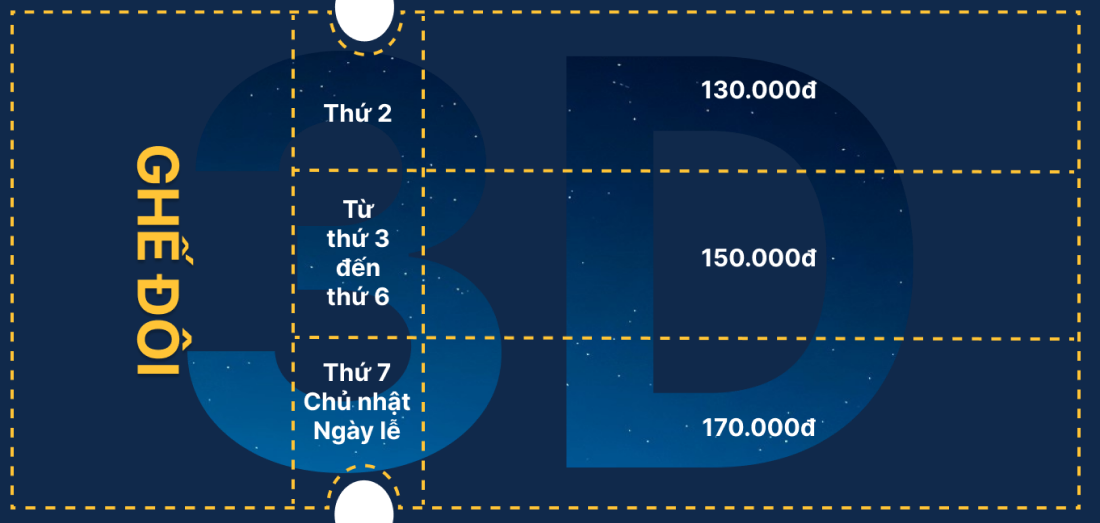 3D
GHẾ ĐÔI
Thứ 2
130.000đ
Từ
thứ 3
đến
thứ 6
150.000đ
Thứ 7
Chủ nhật
Ngày lễ
170.000đ